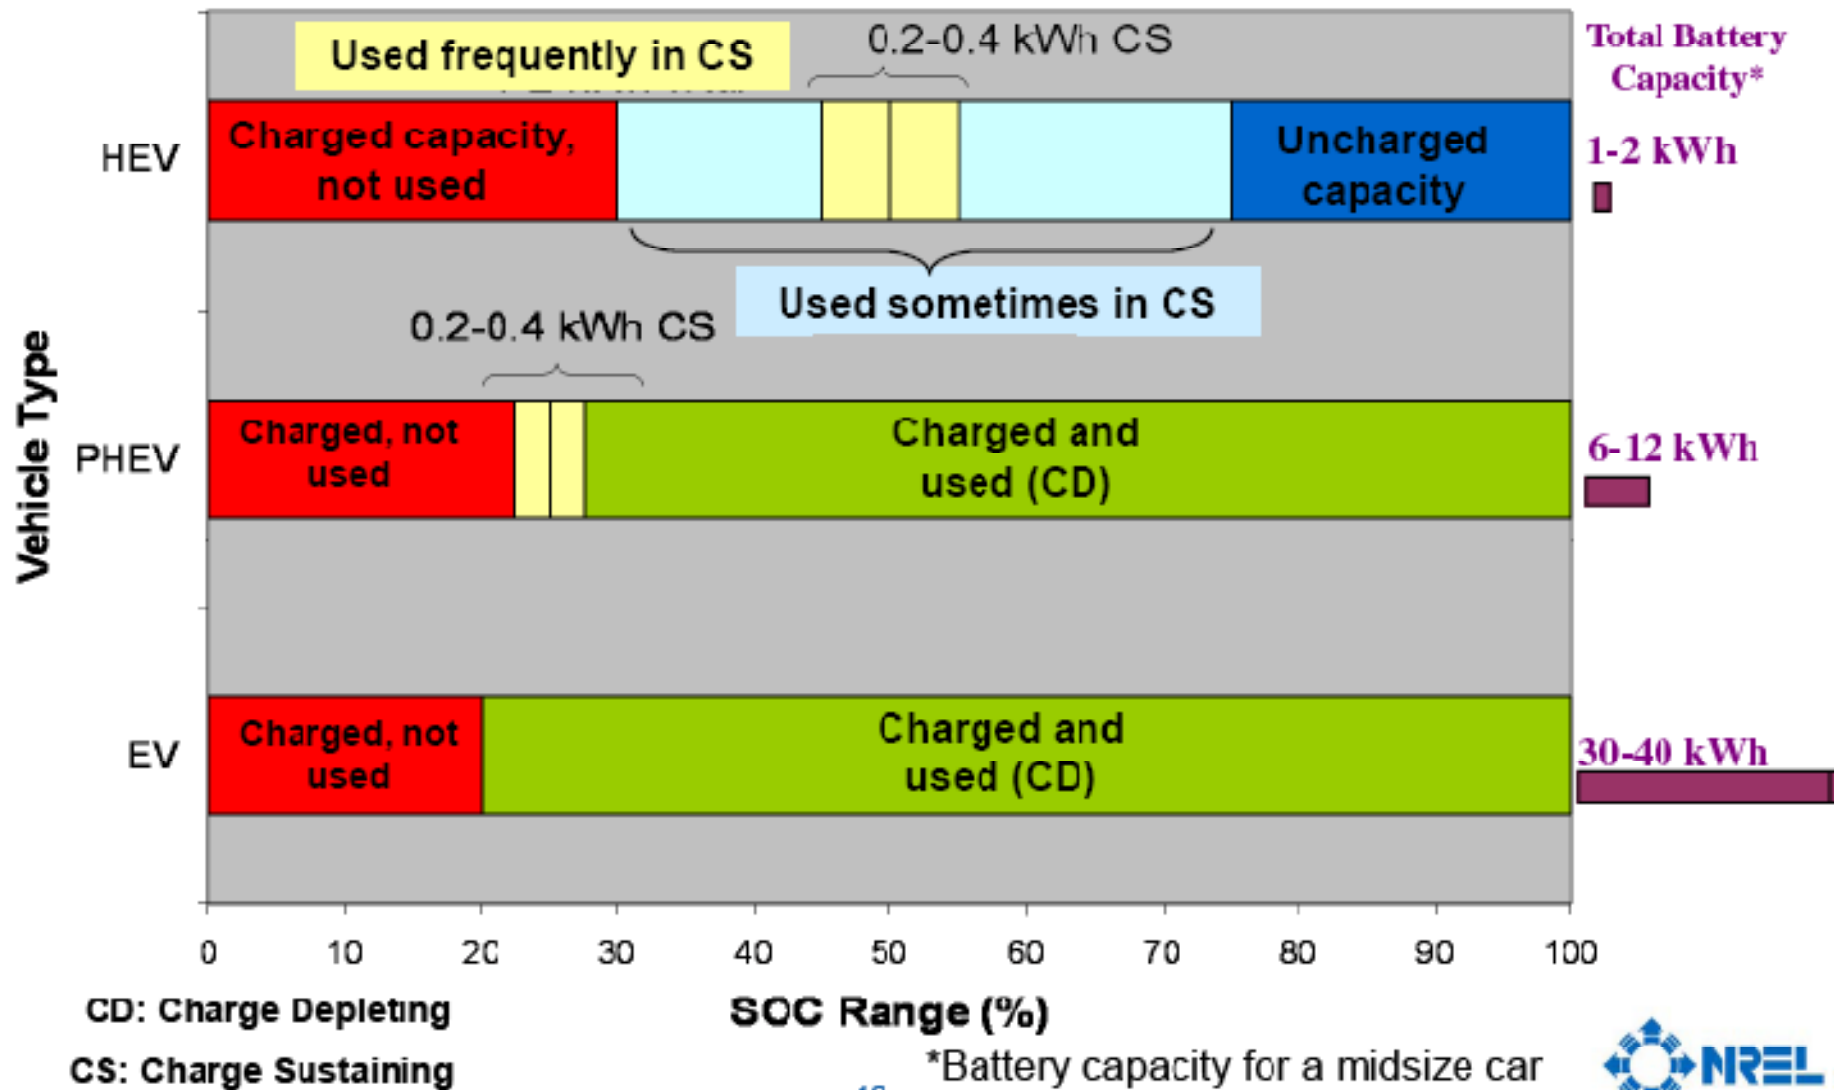 Used frequently in CS
0.2-0.4 kWh CS
Total Battery
Capacity*
HEV
Charged capacity,
not used
Uncharged
capacity
1-2 kWh
Used sometimes in CS
0.2-0.4 kWh CS
Vehicle Type
PHEV
Charged, not
used
Charged and
used (CD)
6-12 kWh
EV
Charged, not
used
Charged and
used (CD)
30-40 kWh
0 10 20 30 40 50 60 70 80 90 100
CD: Charge Depleting
SOC Range (%)
CS: Charge Sustaining
*Battery capacity for a midsize car
NREL